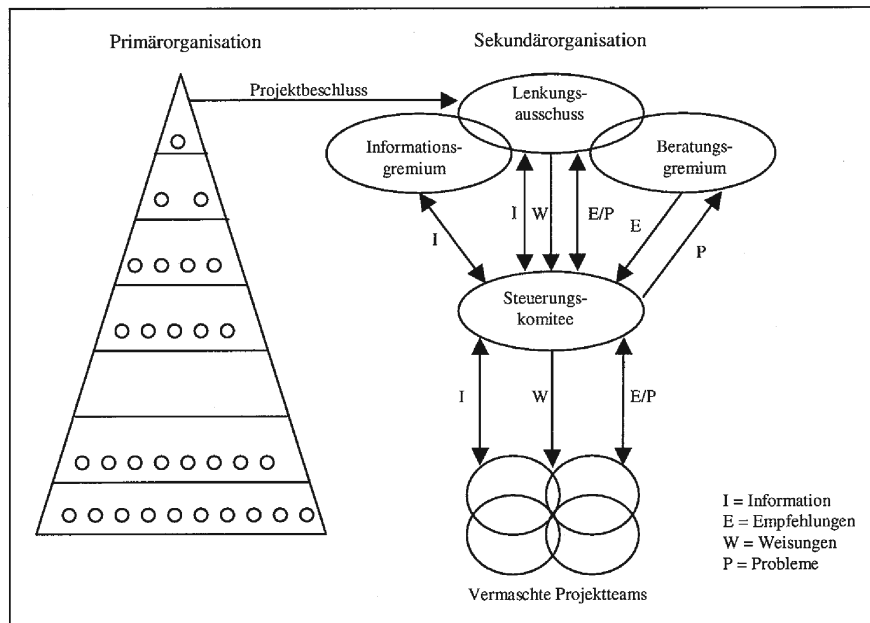 Primärorganisation
Sekundärorganisation
Projektbeschluss
Lenkungs-
ausschuss
Informations-
gremium
Beratungs-
gremium
I
I
W
E/P
E
P
Steuerungs-
komitee
I
W
E/P
I = Information
E = Empfehlungen
W = Weisungen
P = Probleme
Vermaschte Projektteams